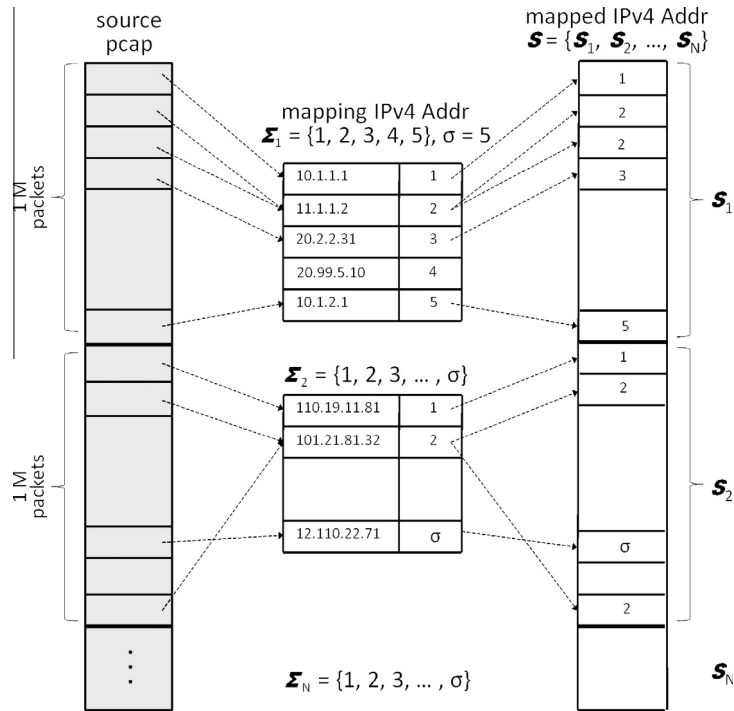 source
pcap
mapped IPv4 Addr
S = {S1, S2, ..., SN}
mapping IPv4 Addr
Σ1 = {1, 2, 3, 4, 5}, σ = 5
1 M
packets
10.1.1.1 1
11.1.1.2 2
20.2.2.31 3
20.99.5.10 4
10.1.2.1 5
1
2
2
3
5
S1
Σ2 = {1, 2, 3, ... , σ}
1 M
packets
110.19.11.81 1
101.21.81.32 2
12.110.22.71 σ
1
2
σ
2
S2
ΣN = {1, 2, 3, ... , σ}
SN